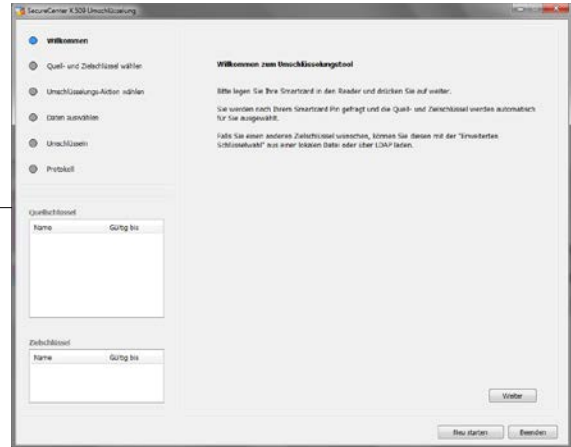 SecureCenter X.509 Umschlüsselung
Willkommen
Quell- und Zielschlüssel wählen
Umschlüsselungs-Aktion wählen
Daten auswählen
Umschlüsseln
Protokoll
Quellschlüssel
Name Gültig bis
Zielschlüssel
Name Gültig bis
Willkommen zum Umschlüsselungstool
Bitte legen Sie Ihre Smartcard in den Reader und drücken Sie auf weiter.
Sie werden nach Ihrem Smartcard Pin gefragt und die Quell- und Zielschlüssel werden automatisch
für Sie ausgewählt.
Falls Sie einen anderen Zielschlüssel wünschen, können Sie diesen mit der "Erweiterten
Schlüsselwahl" aus einer lokalen Datei oder über LDAP laden.
Weiter
Neu starten Beenden